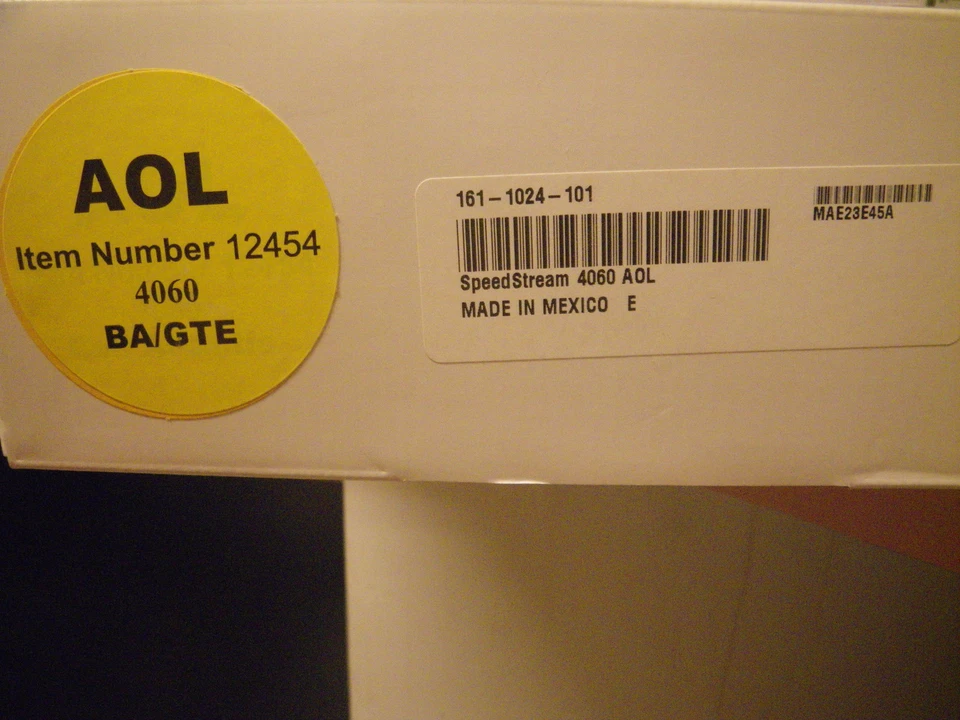 AOL
Item Number 12454
4060
BA/GTE
161-1024-101
SpeedStream 4060 AOL
MADE IN MEXICO E
MAE23E45A